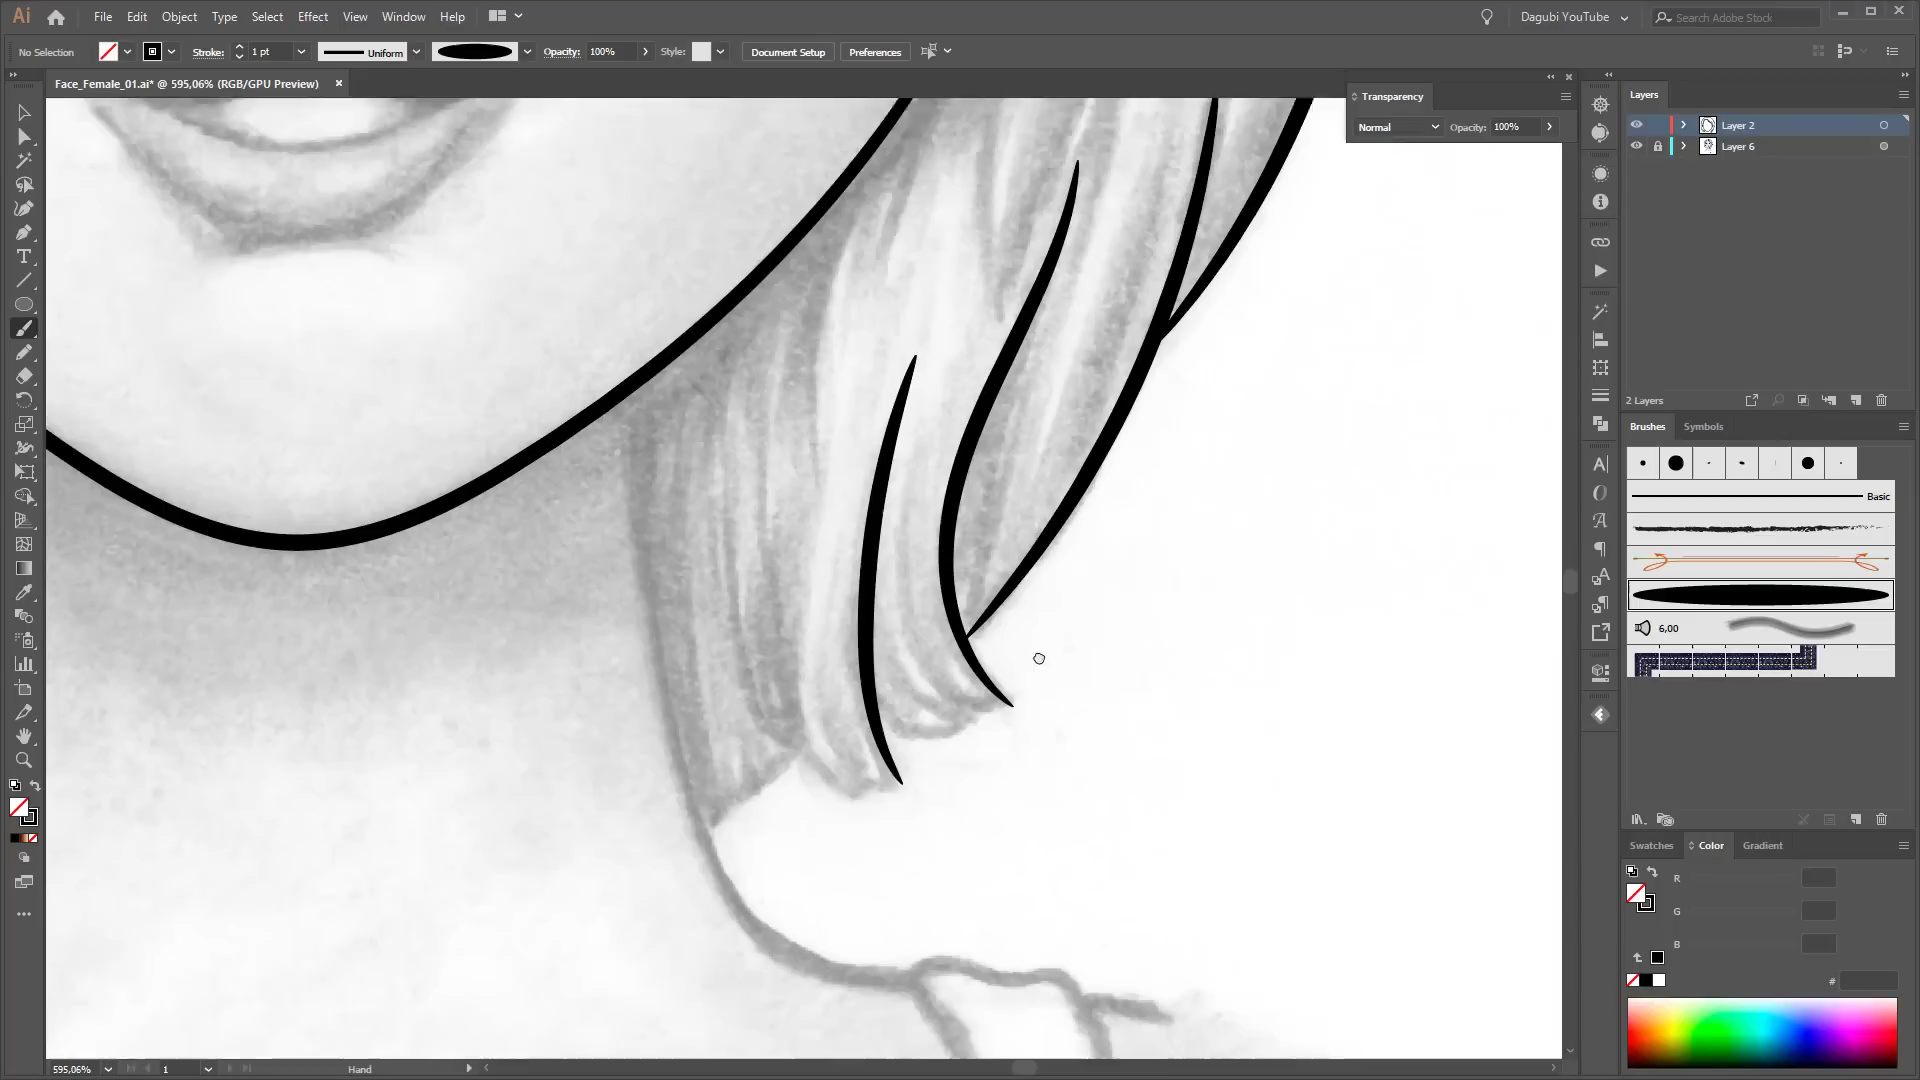 Ai File Edit Object Type Select Effect View Window Help Dagubi YouTube Search Adobe Stock
No Selection Stroke: 1 pt Uniform Opacity: 100% Style: Document Setup Preferences
Face_Female_01.ai* @ 595,06% (RGB/GPU Preview)
Transparency
Normal Opacity: 100%
Layers
Layer 2
Layer 6
2 Layers
Brushes Symbols
Basic
6,00
Swatches Color Gradient
R
G
B
#
595,06% 1 Hand